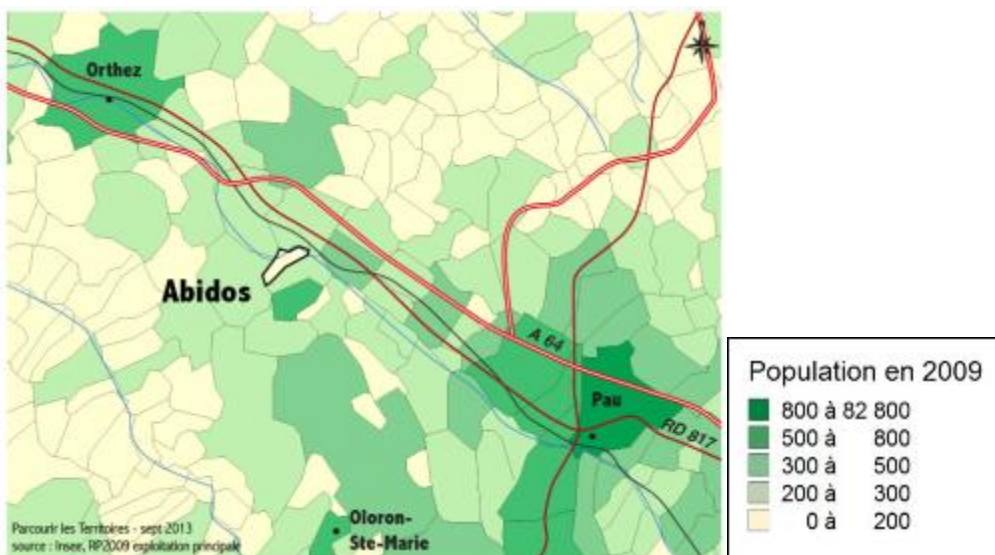 Orthez
Abidos
A 64
Pau
RD 817
Oloron-
Ste-Marie
Parcourir les Territoires - sept 2013
source : Insee, RP2009 exploitation principale
Population en 2009
800 à 82 800
500 à 800
300 à 500
200 à 300
0 à 200